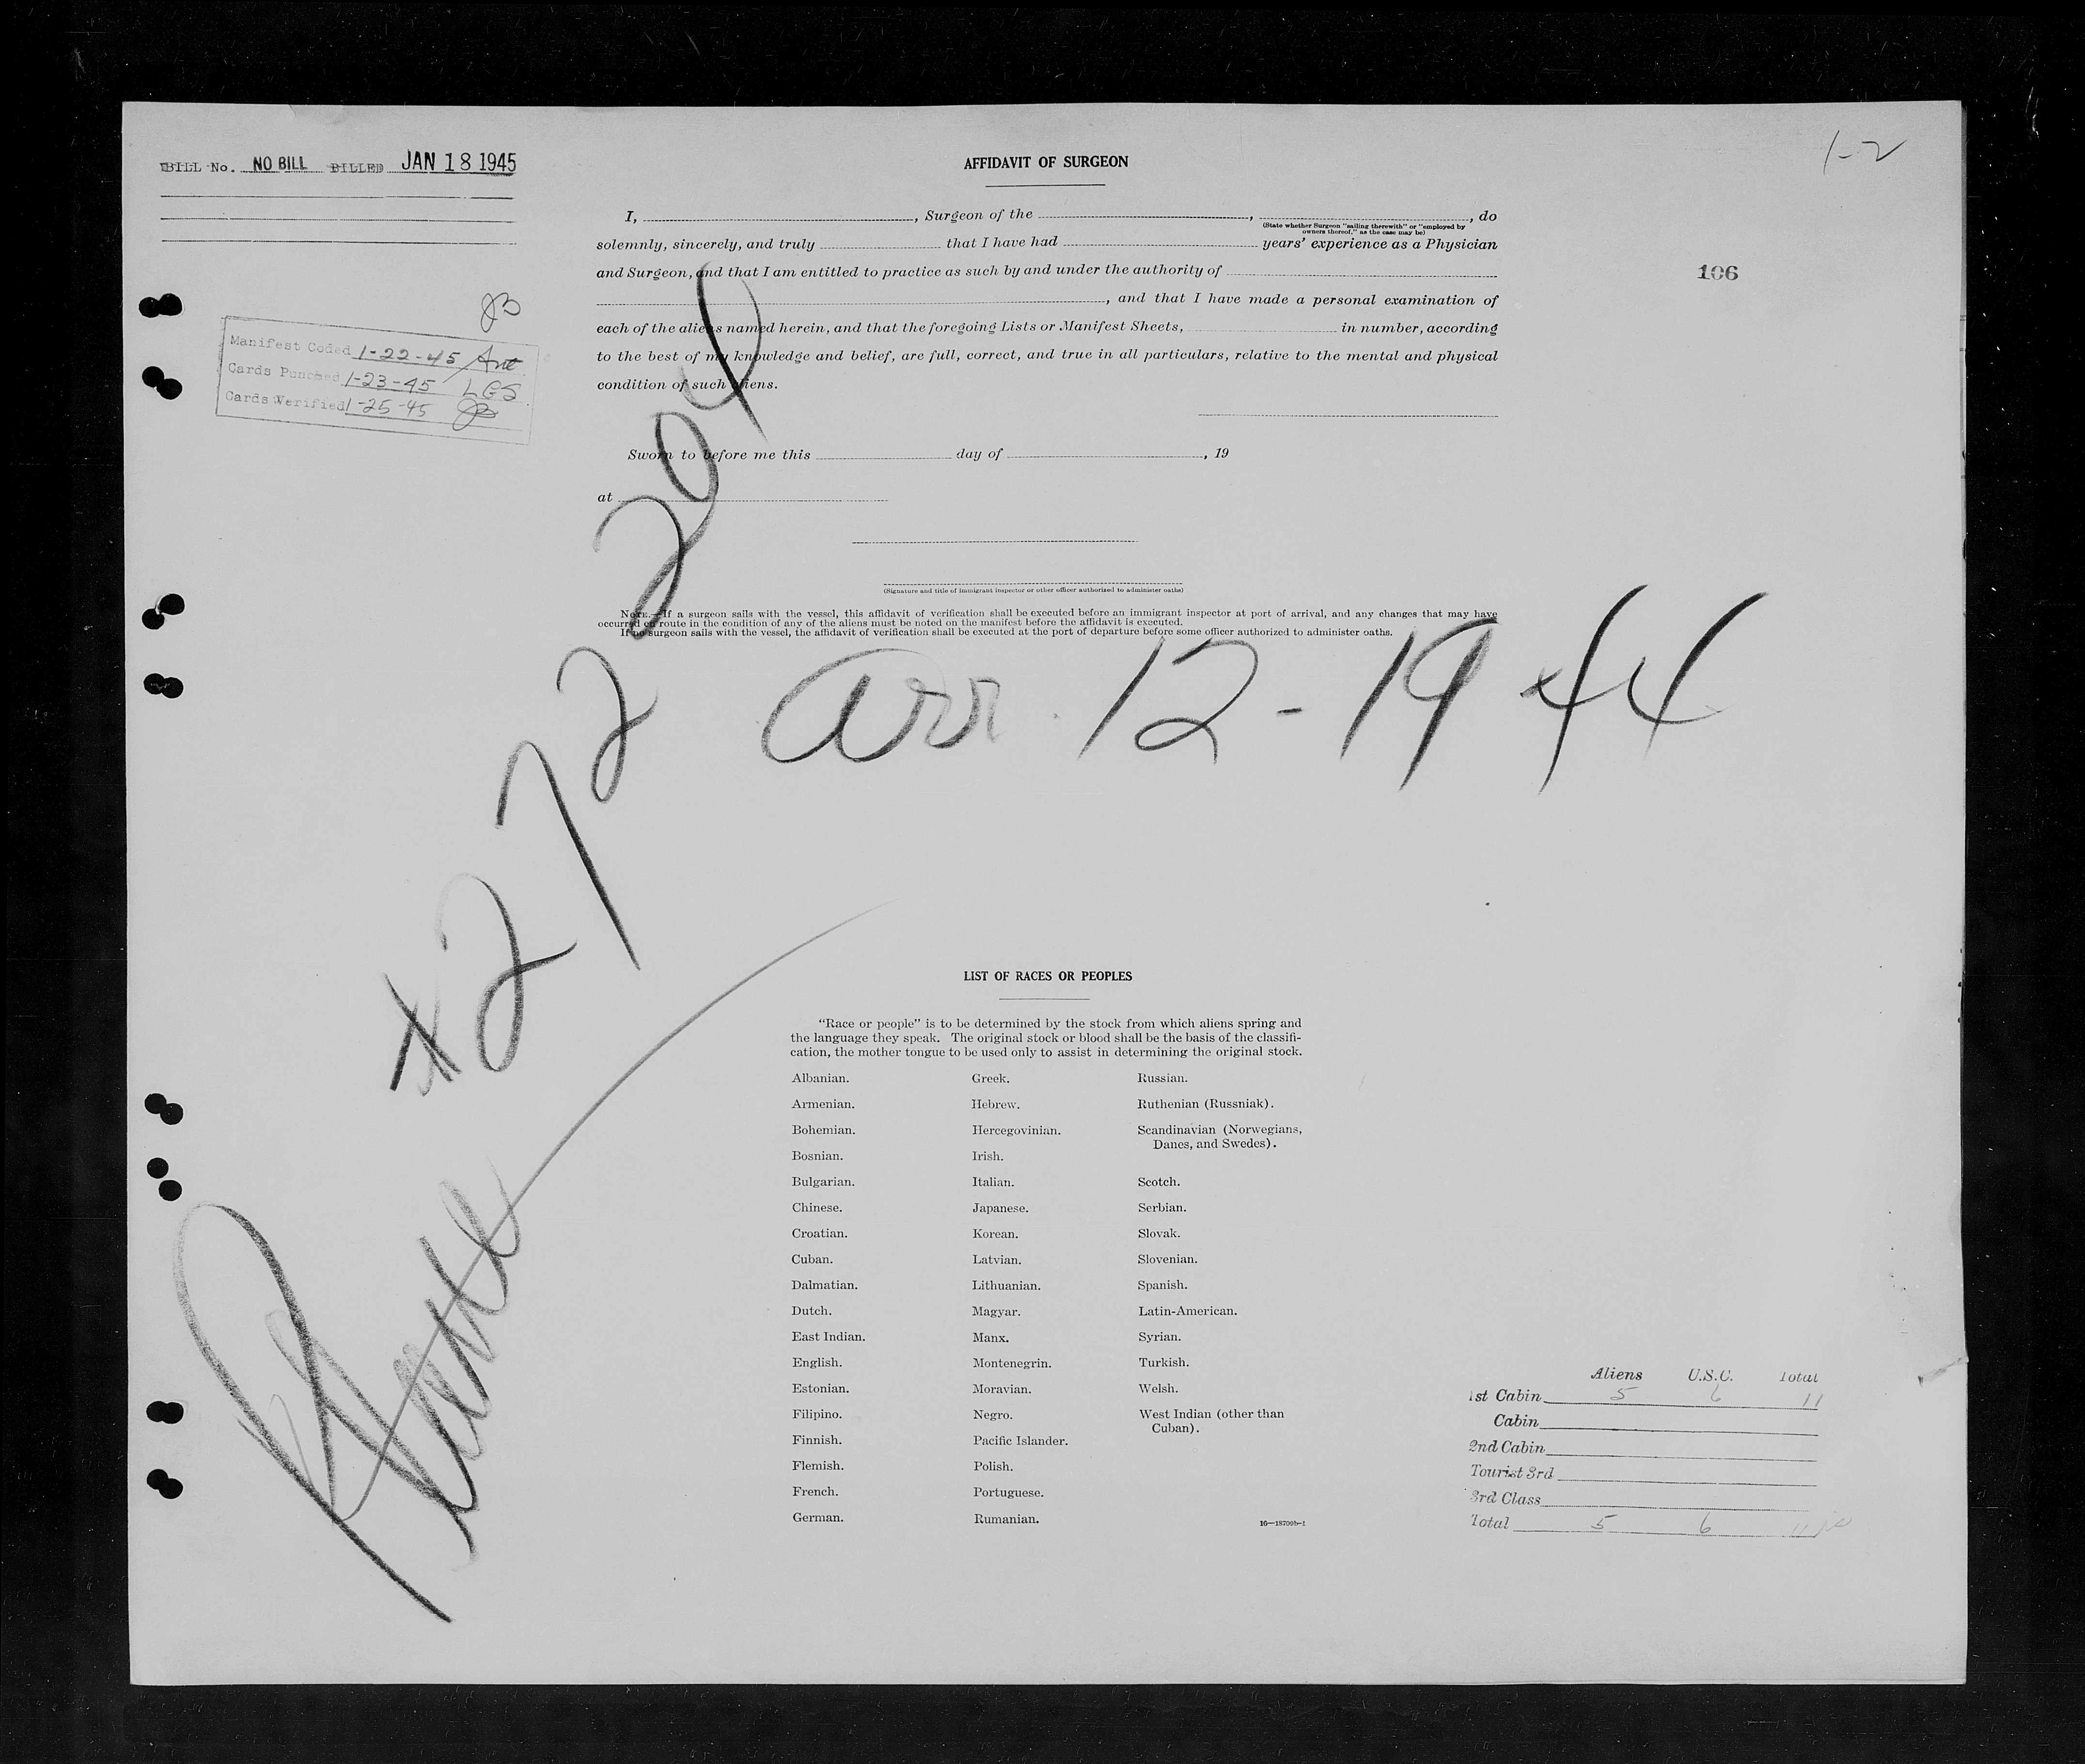 BILL No. NO BILL BILLED JAN 18 1945
AFFIDAVIT OF SURGEON
1-2
I, , Surgeon of the , , do
(State whether Surgeon "sailing therewith" or "employed by
owners thereof," as the case may be)
solemnly, sincerely, and truly that I have had years' experience as a Physician
and Surgeon, and that I am entitled to practice as such by and under the authority of
106
, and that I have made a personal examination of
each of the aliens named herein, and that the foregoing Lists or Manifest Sheets, in number, according
to the best of my knowledge and belief, are full, correct, and true in all particulars, relative to the mental and physical
condition of such aliens.
Manifest Coded 1-22-45
Cards Punched 1-23-45 LGS
Cards Verified 1-25-45
Sworn to before me this day of , 19
at
(Signature and title of immigrant inspector or other officer authorized to administer oaths)
NOTE.—If a surgeon sails with the vessel, this affidavit of verification shall be executed before an immigrant inspector at port of arrival, and any changes that may have
occurred en route in the condition of any of the aliens must be noted on the manifest before the affidavit is executed.
If no surgeon sails with the vessel, the affidavit of verification shall be executed at the port of departure before some officer authorized to administer oaths.
#272204
arr. 12-19 44
LIST OF RACES OR PEOPLES
"Race or people" is to be determined by the stock from which aliens spring and
the language they speak. The original stock or blood shall be the basis of the classifi-
cation, the mother tongue to be used only to assist in determining the original stock.
Albanian. Greek. Russian.
Armenian. Hebrew. Ruthenian (Russniak).
Bohemian. Hercegovinian. Scandinavian (Norwegians,
Danes, and Swedes).
Bosnian. Irish.
Bulgarian. Italian. Scotch.
Chinese. Japanese. Serbian.
Croatian. Korean. Slovak.
Cuban. Latvian. Slovenian.
Dalmatian. Lithuanian. Spanish.
Dutch. Magyar. Latin-American.
East Indian. Manx. Syrian.
English. Montenegrin. Turkish.
Estonian. Moravian. Welsh.
Filipino. Negro. West Indian (other than
Cuban).
Finnish. Pacific Islander.
Flemish. Polish.
French. Portuguese.
German. Rumanian.
16—18709b-1
Aliens U.S.C. Total
1st Cabin 5 6 11
Cabin
2nd Cabin
Tourist 3rd
3rd Class
Total 5 6 11